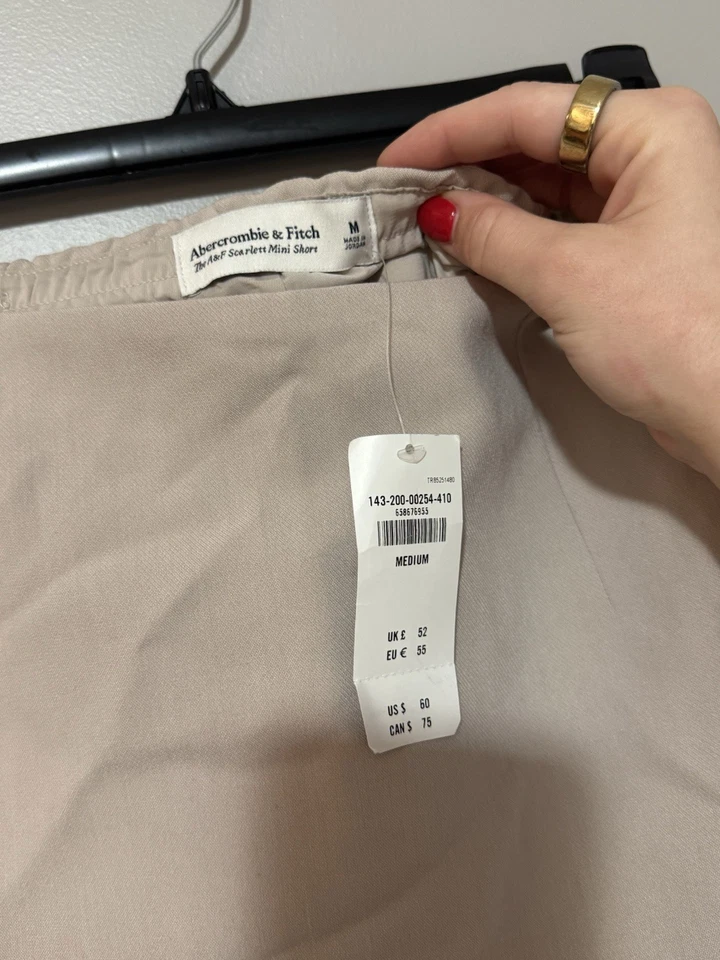 Abercrombie & Fitch
The A&F Scarlett Mini Short
M
MADE IN
JORDAN
TR85251480
143-200-00254-410
658676955
MEDIUM
UK £ 52
EU € 55
US $ 60
CAN $ 75